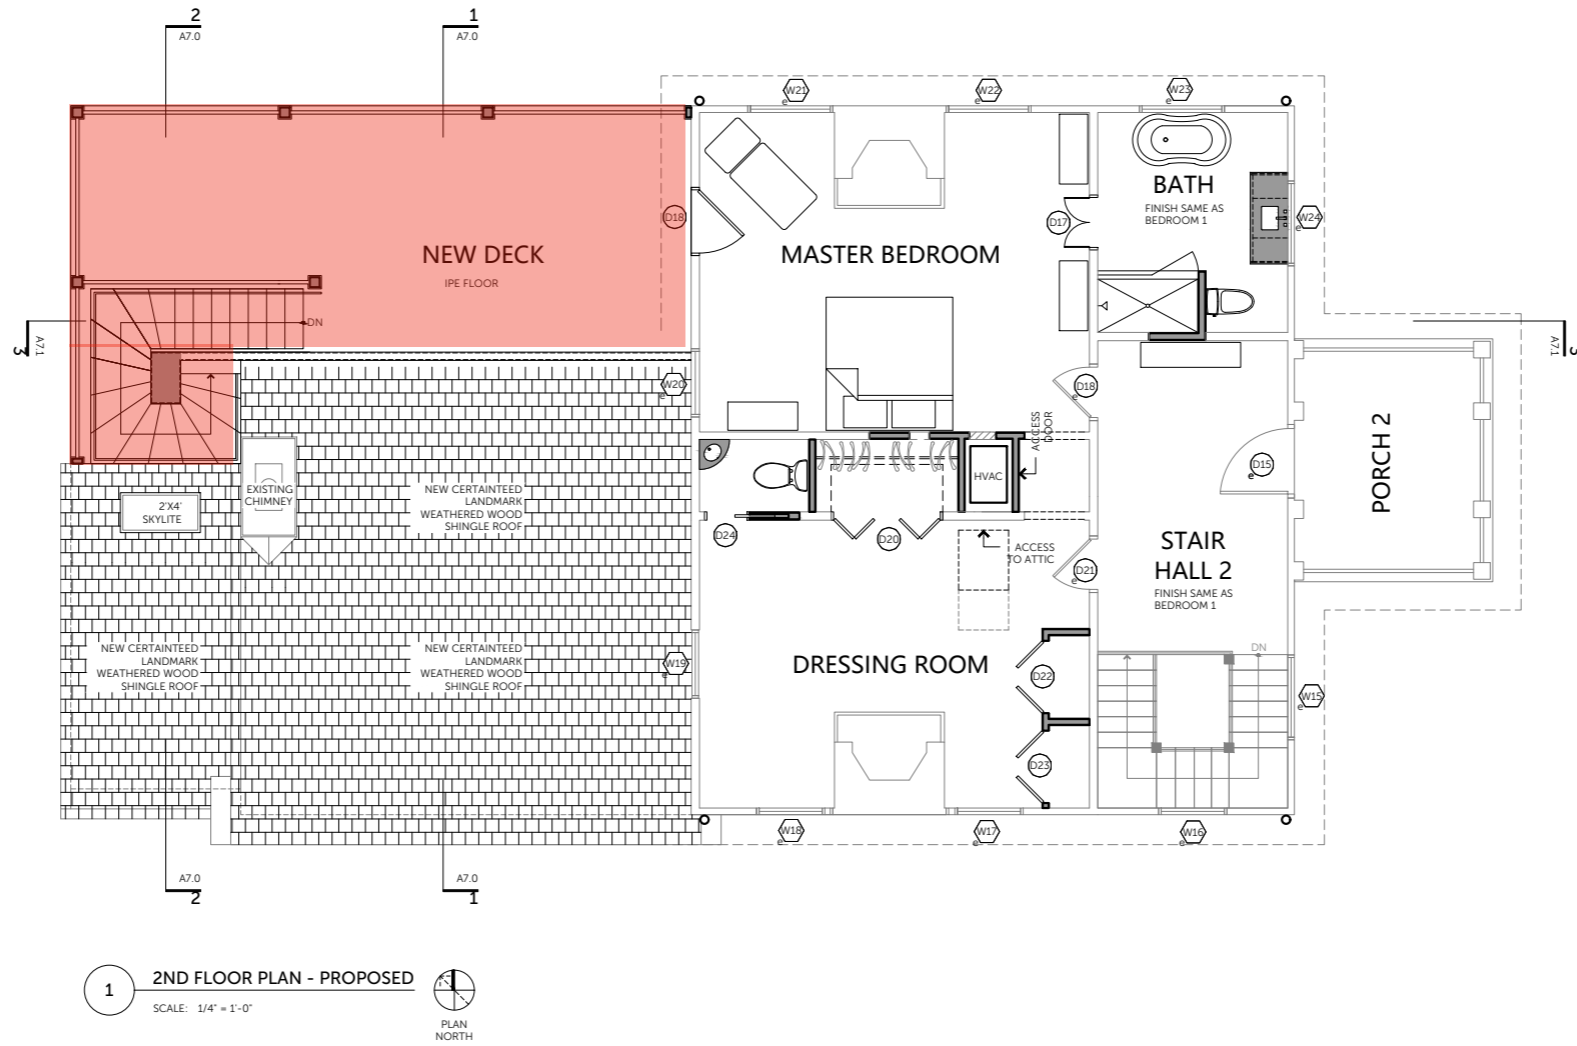 2
A7.0
1
A7.0
W21
e
W22
e
W23
e
BATH
FINISH SAME AS
BEDROOM 1
D18
D17
W24
e
NEW DECK
IPE FLOOR
MASTER BEDROOM
DN
3
A7.1
A7.1
W20
e
D18
e
ACCESS
DOOR
PORCH 2
D15
e
HVAC
2'X4'
SKYLITE
EXISTING
CHIMNEY
NEW CERTAINTEED
LANDMARK
WEATHERED WOOD
SHINGLE ROOF
D24
D20
ACCESS
TO ATTIC
D21
e
STAIR
HALL 2
FINISH SAME AS
BEDROOM 1
NEW CERTAINTEED
LANDMARK
WEATHERED WOOD
SHINGLE ROOF
NEW CERTAINTEED
LANDMARK
WEATHERED WOOD
SHINGLE ROOF
W19
e
DRESSING ROOM
DN
D22
W15
e
D23
W18
e
W17
e
W16
e
A7.0
2
A7.0
1
1
2ND FLOOR PLAN - PROPOSED
SCALE: 1/4" = 1'-0"
PLAN
NORTH